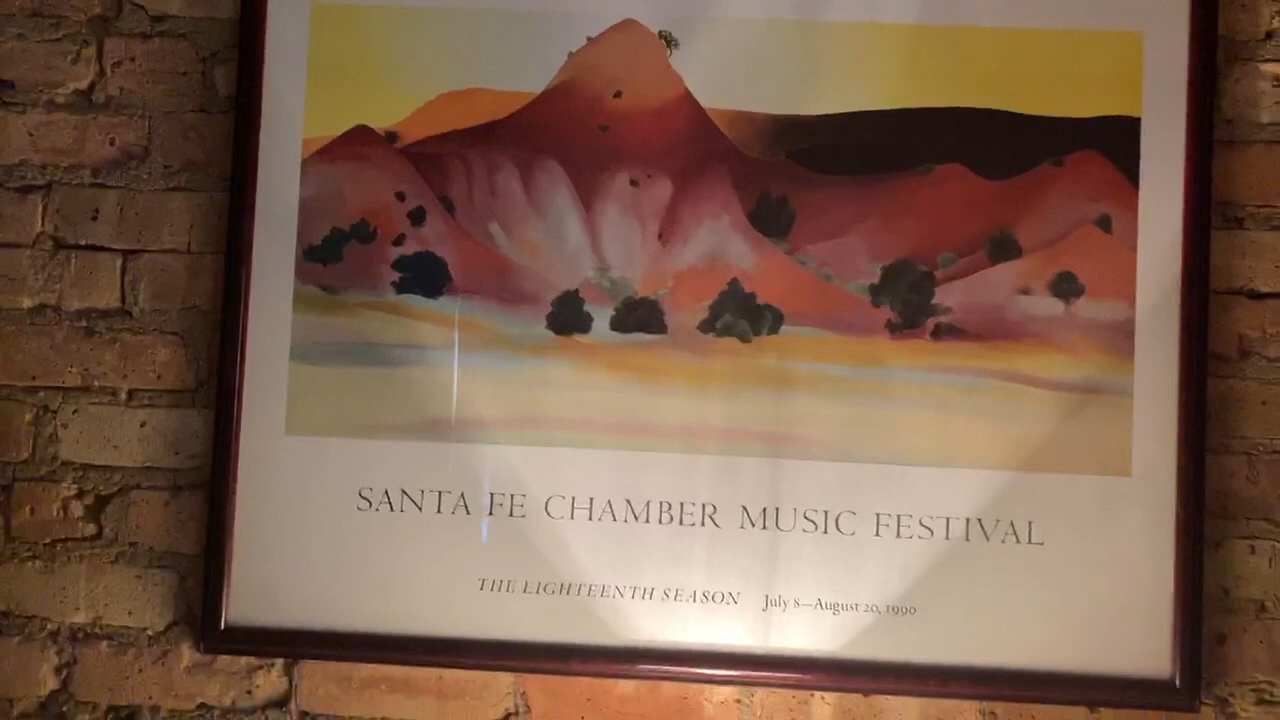 SANTA FE CHAMBER MUSIC FESTIVAL
THE EIGHTEENTH SEASON July 8—August 20, 1990